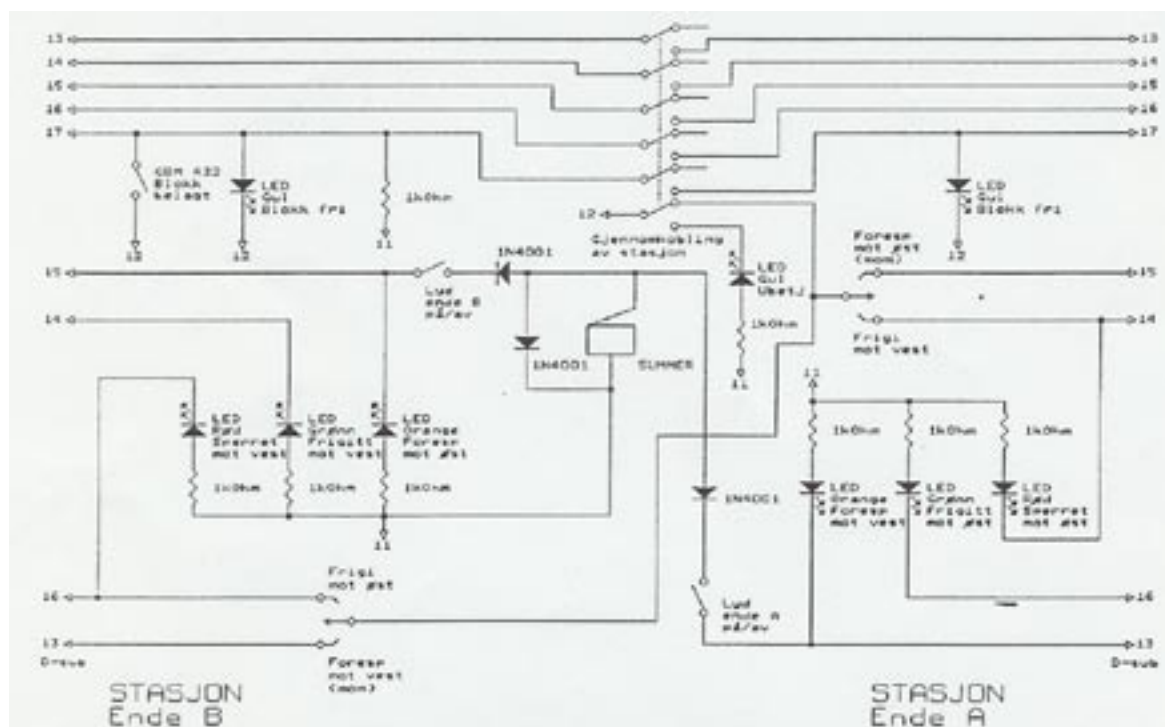 13
14
15
16
17
13
14
15
16
17
Blokk
belagt
12
LED
Gul
Blokk fri
12
1kOhm
11
12
Gjennomkobling
av stasjon
LED
Gul
Blokk fri
12
Foresp
mot øst
(mom)
15
14
Frigi
mot vest
15
14
Lyd
ende B
på/av
1N4001
1N4001
SUMMER
LED
Gul
1kOhm
11
LED
Rød
Sperret
mot vest
1kOhm
LED
Grønn
Frigitt
mot vest
1kOhm
LED
Orange
Foresp
mot øst
1kOhm
11
11
1kOhm
1kOhm
1kOhm
1N4001
LED
Orange
Foresp
mot vest
LED
Grønn
Frigitt
mot øst
LED
Rød
Sperret
mot øst
Frigi
mot øst
16
13
D-sub
Foresp
mot vest
(mom)
Lyd
ende A
på/av
16
13
D-sub
STASJON
Ende B
STASJON
Ende A